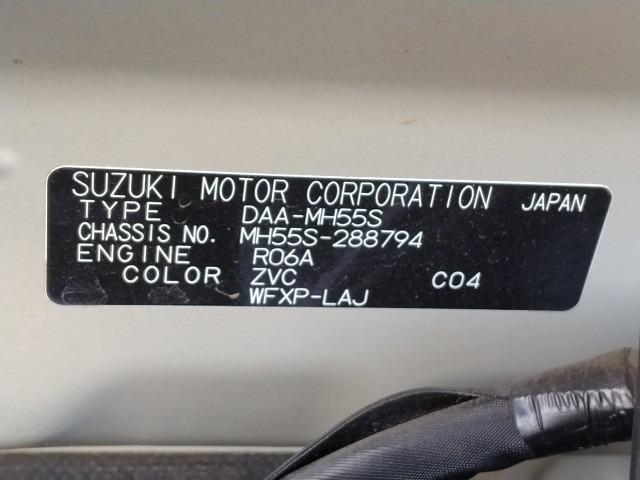 SUZUKI MOTOR CORPORATION JAPAN
TYPE DAA-MH55S
CHASSIS NO. MH55S-288794
ENGINE R06A
COLOR ZVC C04
WFXP-LAJ